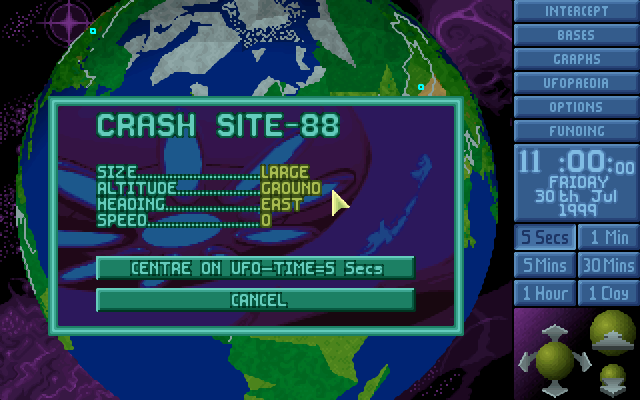 CRASH SITE-88
SIZE...........................LARGE
ALTITUDE..................GROUND
HEADING....................EAST
SPEED.........................0
CENTRE ON UFO-TIME=5 Secs
CANCEL
INTERCEPT
BASES
GRAPHS
UFOPAEDIA
OPTIONS
FUNDING
11 :00:00
FRIDAY
30th Jul
1999
5 Secs 1 Min
5 Mins 30 Mins
1 Hour 1 Day